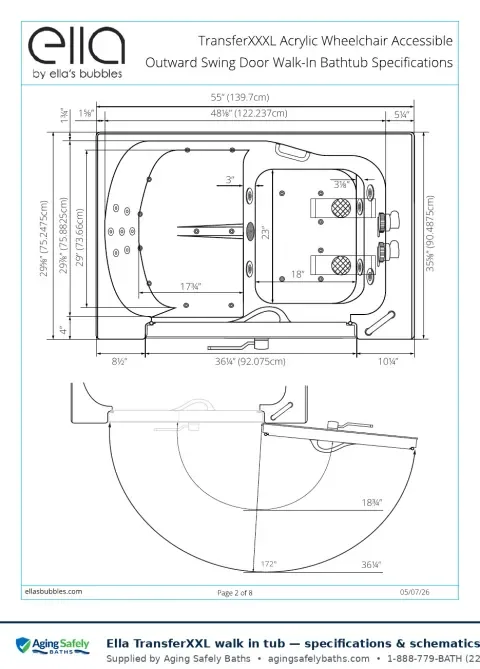 ella
by ella's bubbles
TransferXXXL Acrylic Wheelchair Accessible
Outward Swing Door Walk-In Bathtub Specifications
55" (139.7cm)
1¾"
1⅝"
48⅛" (122.237cm)
5¼"
3"
3⅛"
29⅝" (75.2475cm)
29⅞" (75.8825cm)
29" (73.66cm)
23"
35⅝" (90.4875cm)
18"
17¾"
4"
8½"
36¼" (92.075cm)
10¼"
18¾"
172°
36¼"
ellasbubbles.com
Page 2 of 8
05/07/26
AgingSafely
BATHS
Ella TransferXXL walk in tub — specifications & schematics
Supplied by Aging Safely Baths • agingsafelybaths.com • 1-888-779-BATH (22